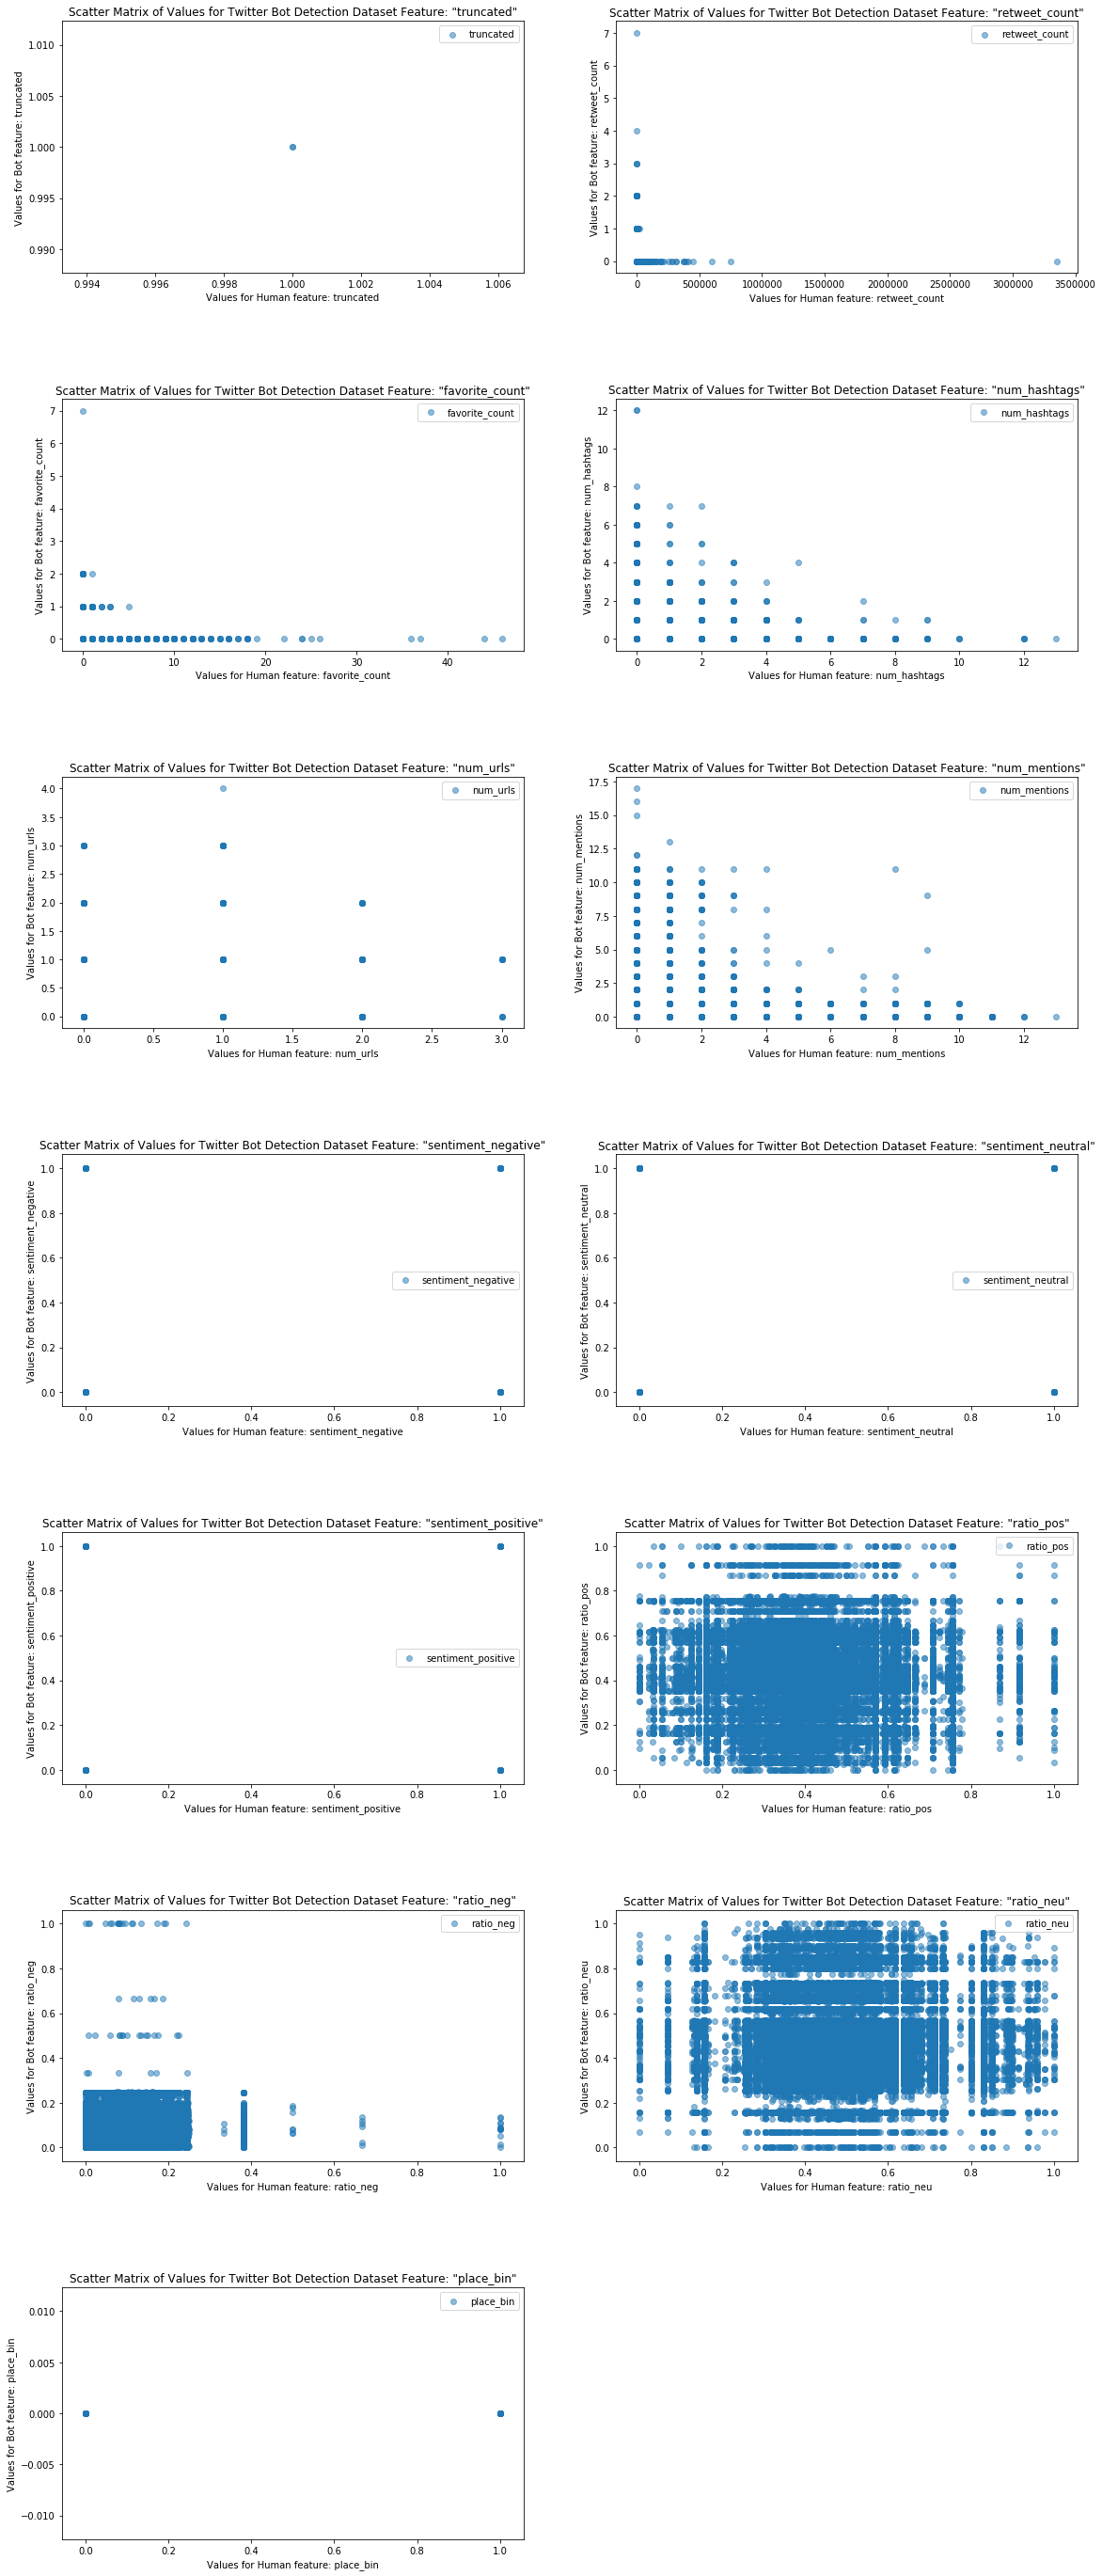 Scatter Matrix of Values for Twitter Bot Detection Dataset Feature: "truncated"
truncated
1.010
1.005
1.000
0.995
0.990
Values for Bot feature: truncated
0.994 0.996 0.998 1.000 1.002 1.004 1.006
Values for Human feature: truncated
Scatter Matrix of Values for Twitter Bot Detection Dataset Feature: "retweet_count"
retweet_count
7
6
5
4
3
2
1
0
Values for Bot feature: retweet_count
0 500000 1000000 1500000 2000000 2500000 3000000 3500000
Values for Human feature: retweet_count
Scatter Matrix of Values for Twitter Bot Detection Dataset Feature: "favorite_count"
favorite_count
7
6
5
4
3
2
1
0
Values for Bot feature: favorite_count
0 10 20 30 40
Values for Human feature: favorite_count
Scatter Matrix of Values for Twitter Bot Detection Dataset Feature: "num_hashtags"
num_hashtags
12
10
8
6
4
2
0
Values for Bot feature: num_hashtags
0 2 4 6 8 10 12
Values for Human feature: num_hashtags
Scatter Matrix of Values for Twitter Bot Detection Dataset Feature: "num_urls"
num_urls
4.0
3.5
3.0
2.5
2.0
1.5
1.0
0.5
0.0
Values for Bot feature: num_urls
0.0 0.5 1.0 1.5 2.0 2.5 3.0
Values for Human feature: num_urls
Scatter Matrix of Values for Twitter Bot Detection Dataset Feature: "num_mentions"
num_mentions
17.5
15.0
12.5
10.0
7.5
5.0
2.5
0.0
Values for Bot feature: num_mentions
0 2 4 6 8 10 12
Values for Human feature: num_mentions
Scatter Matrix of Values for Twitter Bot Detection Dataset Feature: "sentiment_negative"
1.0
0.8
0.6
sentiment_negative
0.4
0.2
0.0
Values for Bot feature: sentiment_negative
0.0 0.2 0.4 0.6 0.8 1.0
Values for Human feature: sentiment_negative
Scatter Matrix of Values for Twitter Bot Detection Dataset Feature: "sentiment_neutral"
1.0
0.8
0.6
sentiment_neutral
0.4
0.2
0.0
Values for Bot feature: sentiment_neutral
0.0 0.2 0.4 0.6 0.8 1.0
Values for Human feature: sentiment_neutral
Scatter Matrix of Values for Twitter Bot Detection Dataset Feature: "sentiment_positive"
1.0
0.8
0.6
sentiment_positive
0.4
0.2
0.0
Values for Bot feature: sentiment_positive
0.0 0.2 0.4 0.6 0.8 1.0
Values for Human feature: sentiment_positive
Scatter Matrix of Values for Twitter Bot Detection Dataset Feature: "ratio_pos"
ratio_pos
1.0
0.8
0.6
0.4
0.2
0.0
Values for Bot feature: ratio_pos
0.0 0.2 0.4 0.6 0.8 1.0
Values for Human feature: ratio_pos
Scatter Matrix of Values for Twitter Bot Detection Dataset Feature: "ratio_neg"
ratio_neg
1.0
0.8
0.6
0.4
0.2
0.0
Values for Bot feature: ratio_neg
0.0 0.2 0.4 0.6 0.8 1.0
Values for Human feature: ratio_neg
Scatter Matrix of Values for Twitter Bot Detection Dataset Feature: "ratio_neu"
ratio_neu
1.0
0.8
0.6
0.4
0.2
0.0
Values for Bot feature: ratio_neu
0.0 0.2 0.4 0.6 0.8 1.0
Values for Human feature: ratio_neu
Scatter Matrix of Values for Twitter Bot Detection Dataset Feature: "place_bin"
place_bin
0.010
0.005
0.000
−0.005
−0.010
Values for Bot feature: place_bin
0.0 0.2 0.4 0.6 0.8 1.0
Values for Human feature: place_bin